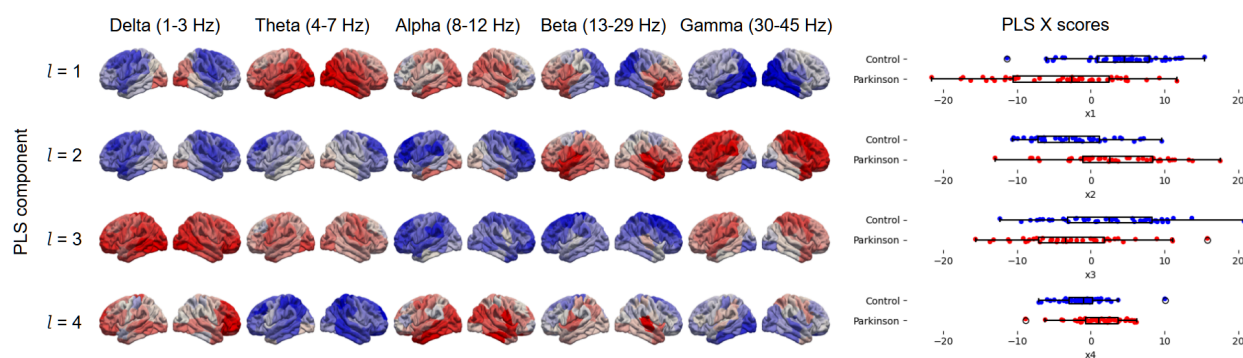 Delta (1-3 Hz) Theta (4-7 Hz) Alpha (8-12 Hz) Beta (13-29 Hz) Gamma (30-45 Hz) PLS X scores
PLS component
l = 1
Control
Parkinson
−20 −10 0 10 20
x1
l = 2
Control
Parkinson
−20 −10 0 10 20
x2
l = 3
Control
Parkinson
−20 −10 0 10 20
x3
l = 4
Control
Parkinson
−20 −10 0 10 20
x4